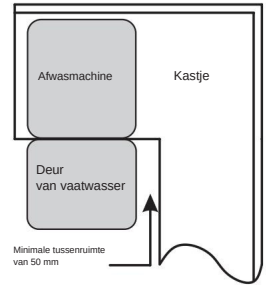 Afwasmachine
Kastje
Deur
van vaatwasser
Minimale tussenruimte
van 50 mm